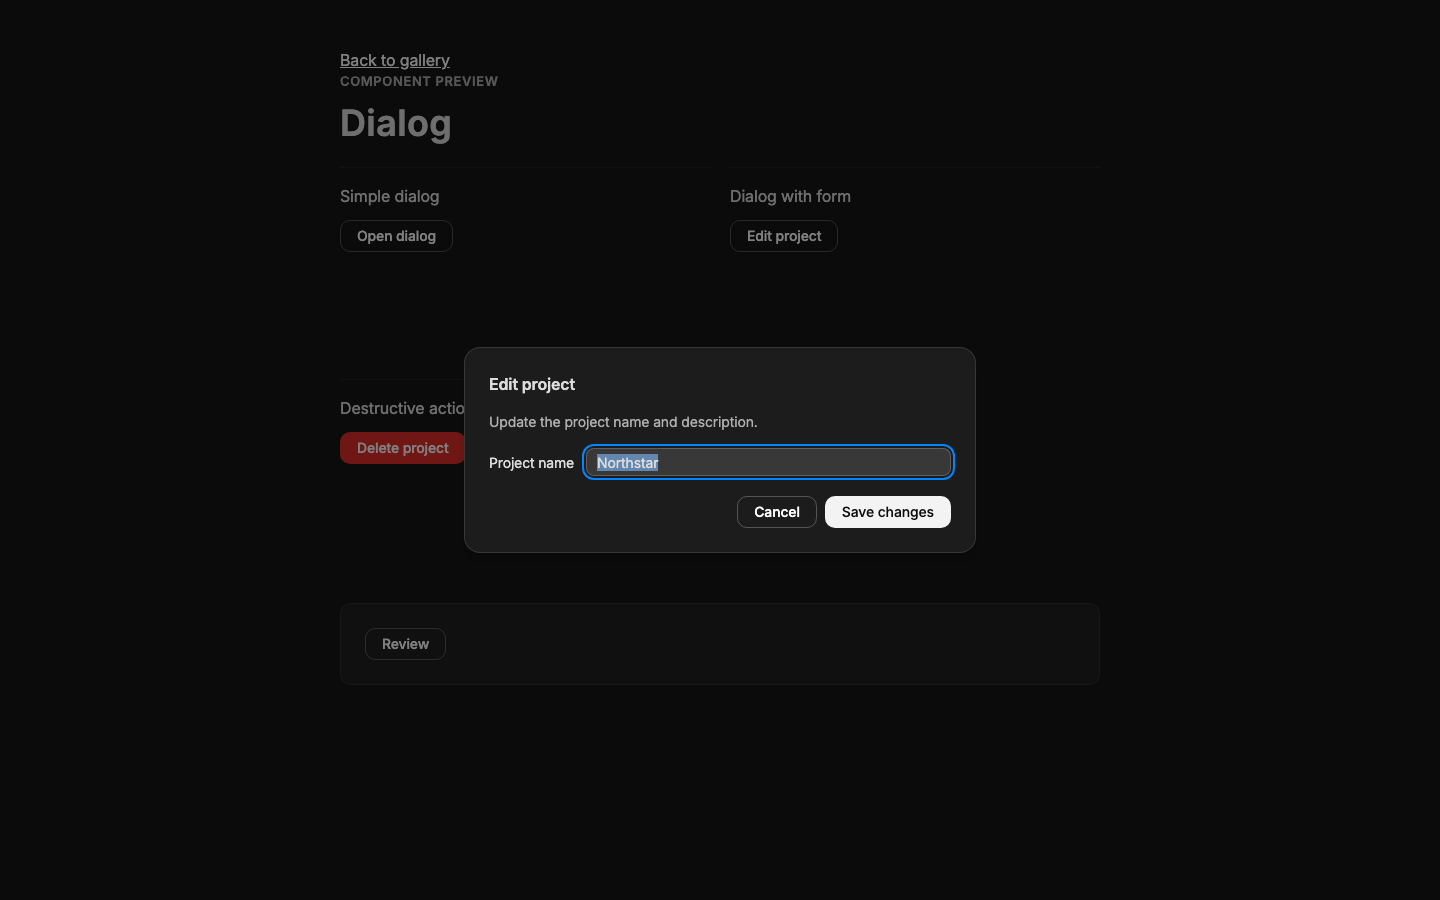 Back to gallery
COMPONENT PREVIEW
Dialog
Simple dialog
Open dialog
Dialog with form
Edit project
Destructive actio
Delete project
Edit project
Update the project name and description.
Project name
Northstar
Cancel
Save changes
Review